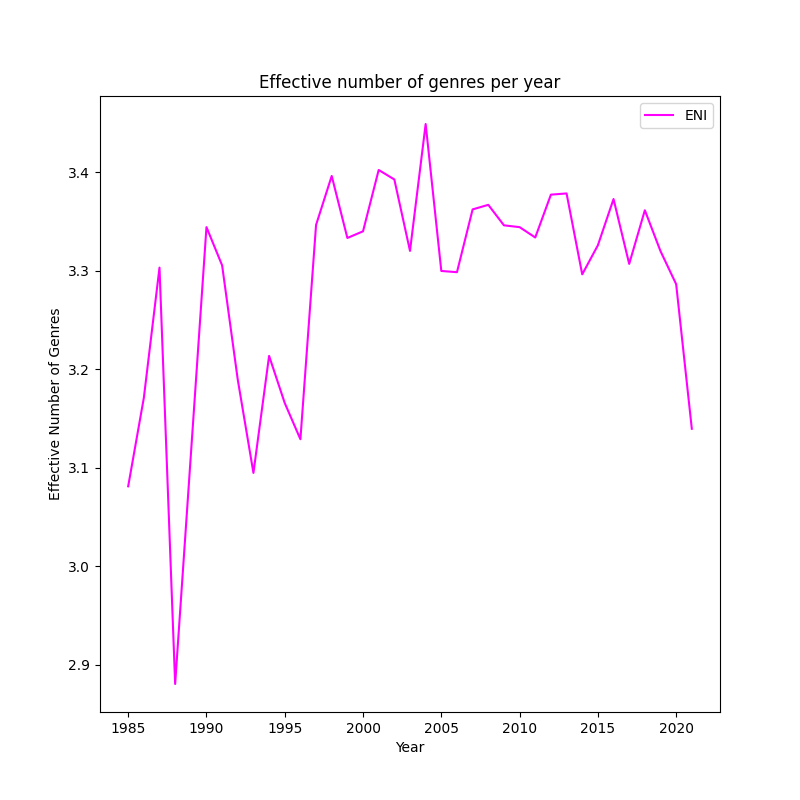 Effective number of genres per year
ENI
Effective Number of Genres
3.4
3.3
3.2
3.1
3.0
2.9
1985 1990 1995 2000 2005 2010 2015 2020
Year